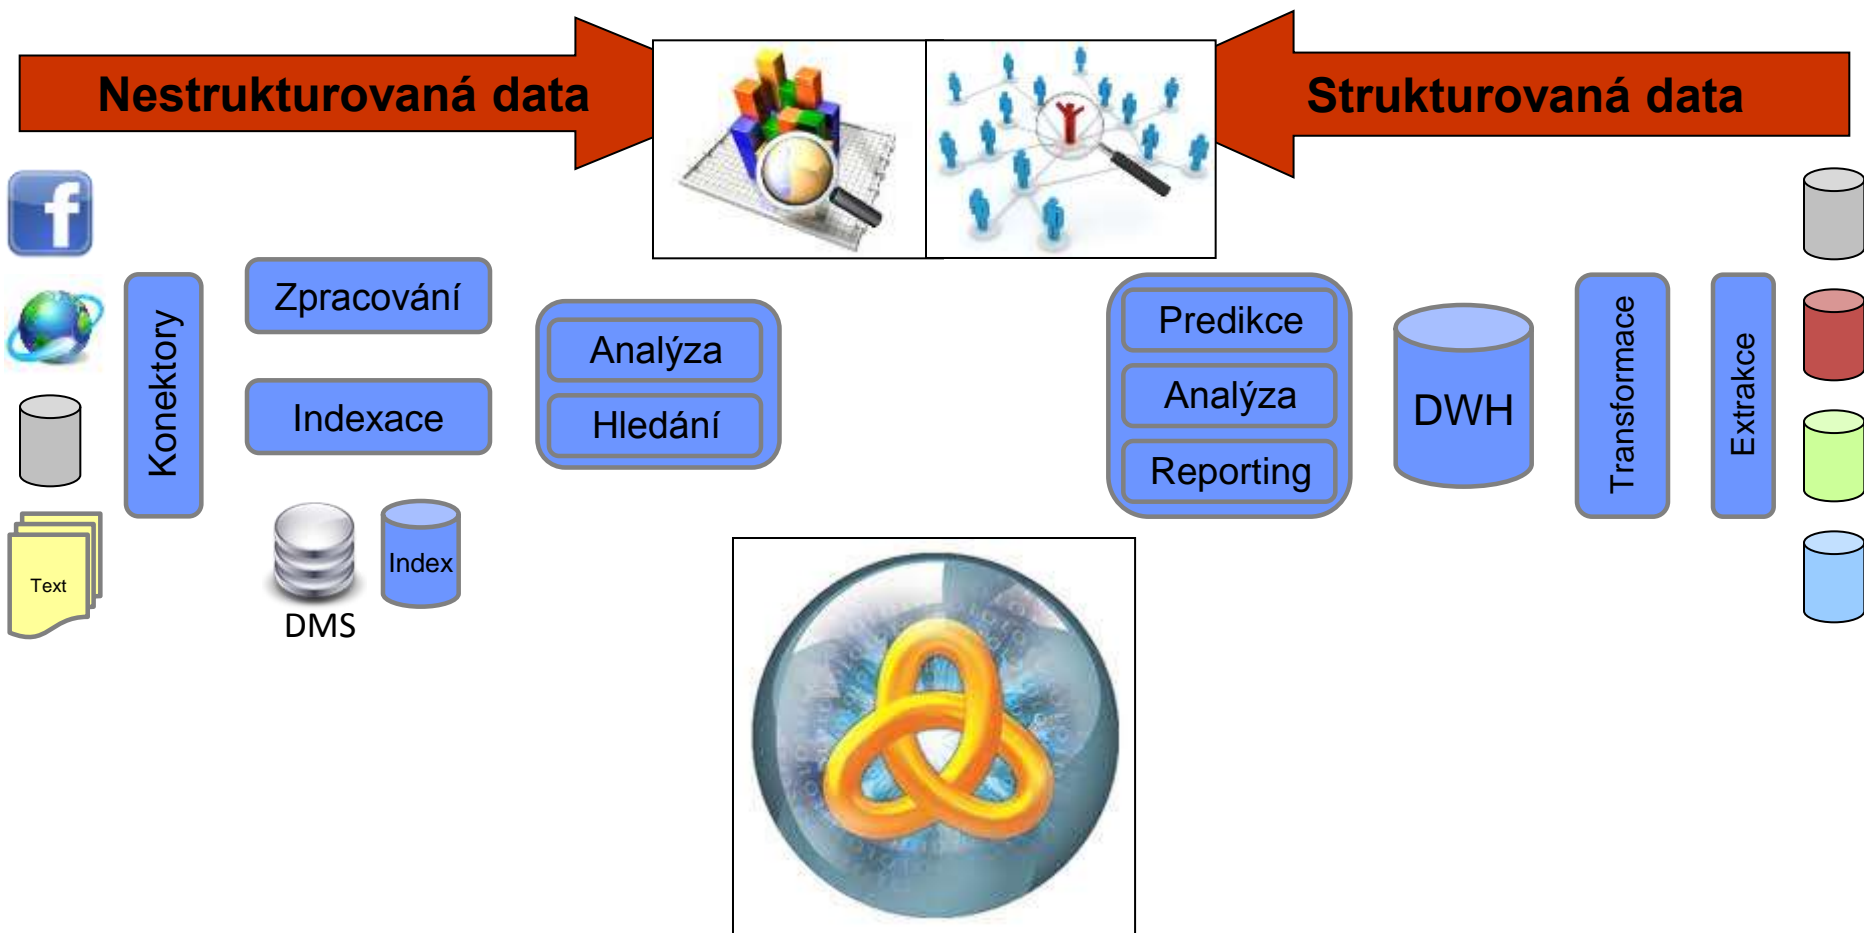 Nestrukturovaná data
Strukturovaná data
f
Konektory
Zpracování
Indexace
Analýza
Hledání
Text
DMS
Index
Predikce
Analýza
Reporting
DWH
Transformace
Extrakce